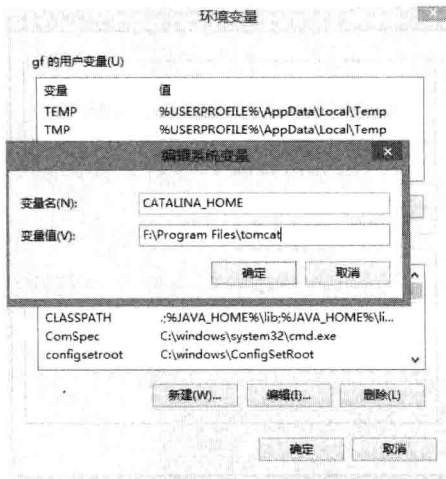 环境变量
gf 的用户变量(U)
变量 值
TEMP %USERPROFILE%\AppData\Local\Temp
TMP %USERPROFILE%\AppData\Local\Temp
编辑系统变量
变量名(N): CATALINA_HOME
变量值(V): F:\Program Files\tomcat
确定 取消
CLASSPATH .;%JAVA_HOME%\lib;%JAVA_HOME%\li...
ComSpec C:\windows\system32\cmd.exe
configsetroot C:\windows\ConfigSetRoot
新建(W)... 编辑(I)... 删除(L)
确定 取消